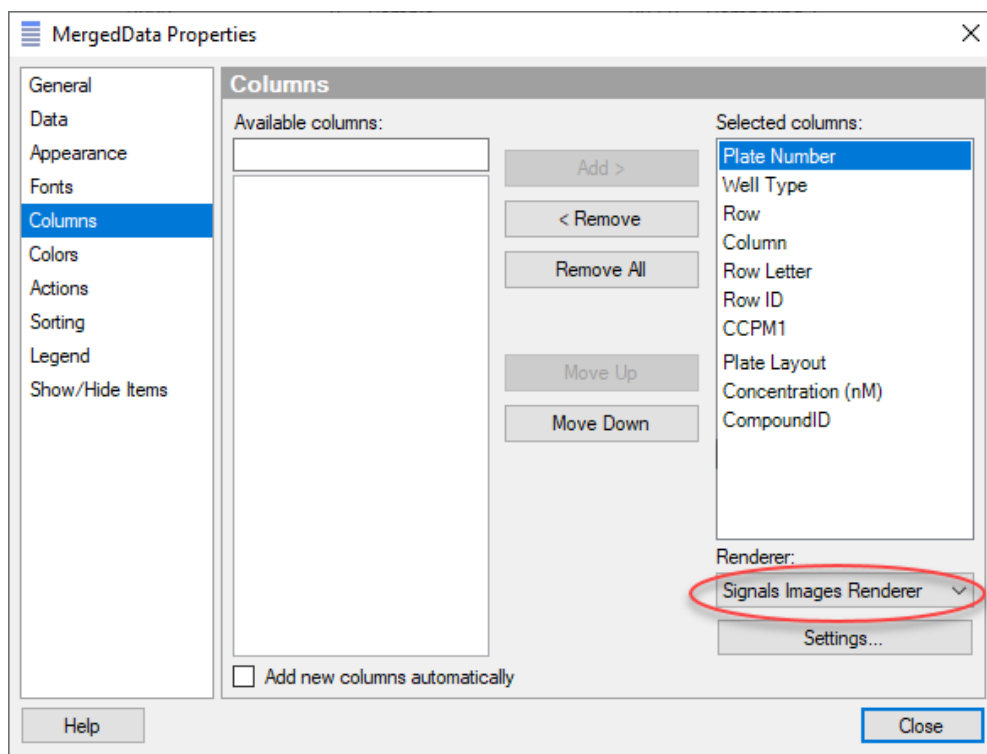 MergedData Properties
General
Data
Appearance
Fonts
Columns
Colors
Actions
Sorting
Legend
Show/Hide Items
Columns
Available columns:
Add >
< Remove
Remove All
Move Up
Move Down
Selected columns:
Plate Number
Well Type
Row
Column
Row Letter
Row ID
CCPM1
Plate Layout
Concentration (nM)
CompoundID
Renderer:
Signals Images Renderer
Settings...
Add new columns automatically
Help
Close